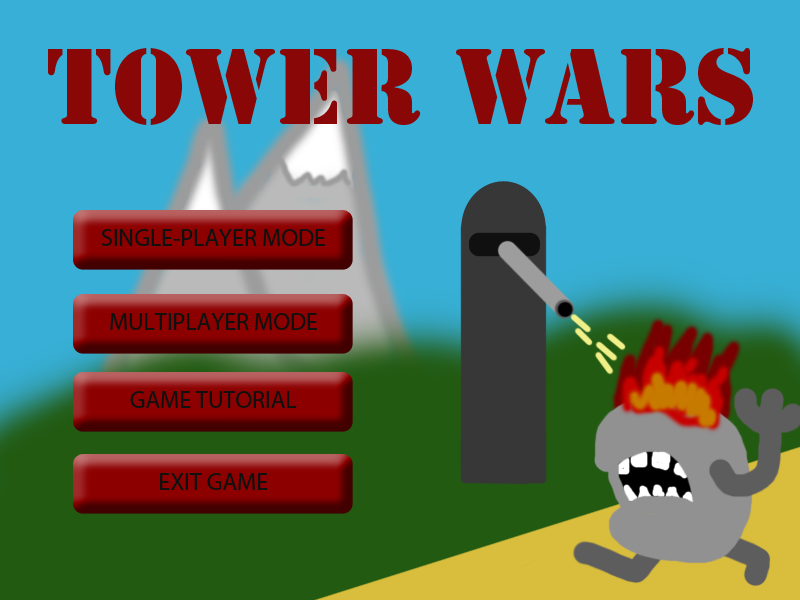 TOWER WARS
SINGLE-PLAYER MODE
MULTIPLAYER MODE
GAME TUTORIAL
EXIT GAME